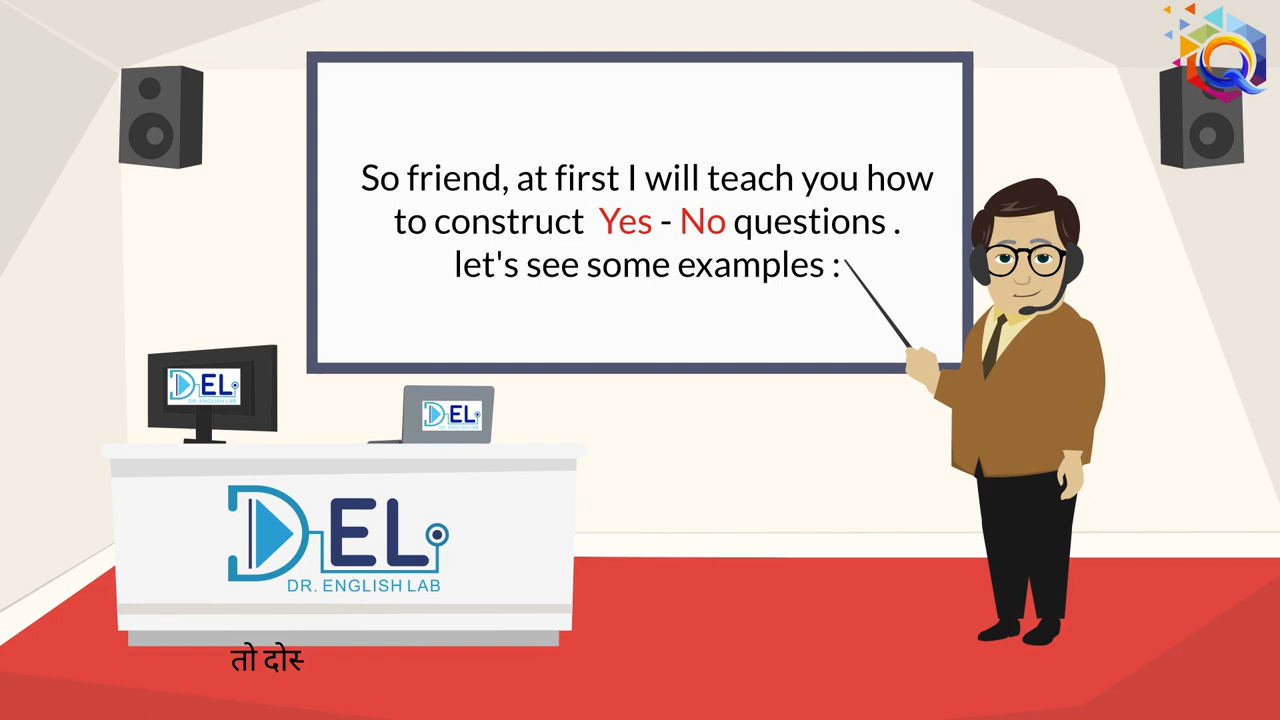 So friend, at first I will teach you how
to construct Yes - No questions .
let's see some examples :
DEL
DEL
DEL
DR. ENGLISH LAB
तो दोस्